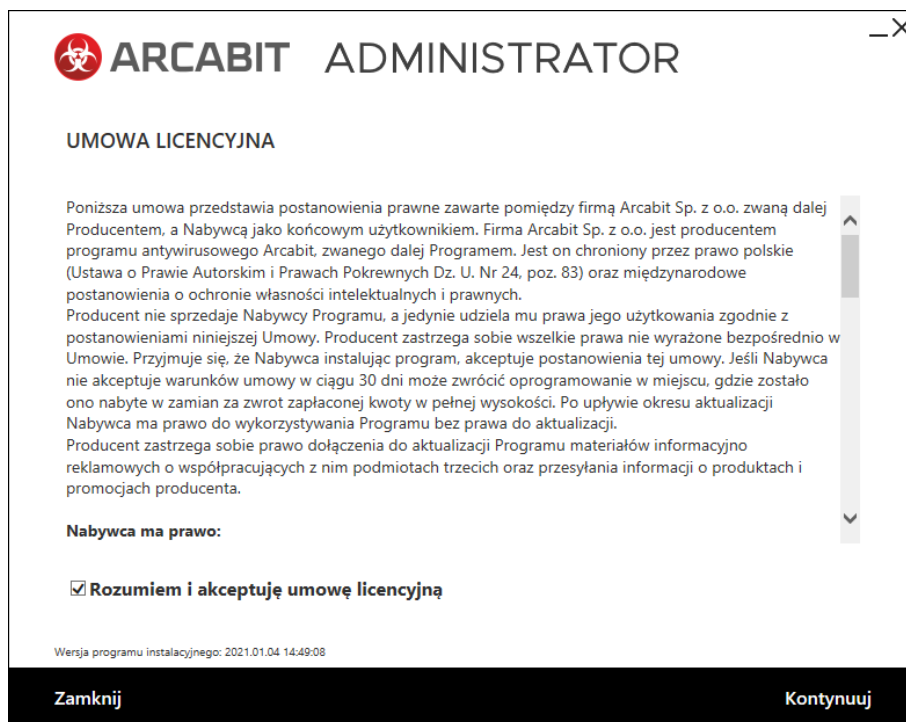 ARCABIT ADMINISTRATOR
UMOWA LICENCYJNA
Poniższa umowa przedstawia postanowienia prawne zawarte pomiędzy firmą Arcabit Sp. z o.o. zwaną dalej
Producentem, a Nabywcą jako końcowym użytkownikiem. Firma Arcabit Sp. z o.o. jest producentem
programu antywirusowego Arcabit, zwanego dalej Programem. Jest on chroniony przez prawo polskie
(Ustawa o Prawie Autorskim i Prawach Pokrewnych Dz. U. Nr 24, poz. 83) oraz międzynarodowe
postanowienia o ochronie własności intelektualnych i prawnych.
Producent nie sprzedaje Nabywcy Programu, a jedynie udziela mu prawa jego użytkowania zgodnie z
postanowieniami niniejszej Umowy. Producent zastrzega sobie wszelkie prawa nie wyrażone bezpośrednio w
Umowie. Przyjmuje się, że Nabywca instalując program, akceptuje postanowienia tej umowy. Jeśli Nabywca
nie akceptuje warunków umowy w ciągu 30 dni może zwrócić oprogramowanie w miejscu, gdzie zostało
ono nabyte w zamian za zwrot zapłaconej kwoty w pełnej wysokości. Po upływie okresu aktualizacji
Nabywca ma prawo do wykorzystywania Programu bez prawa do aktualizacji.
Producent zastrzega sobie prawo dołączenia do aktualizacji Programu materiałów informacyjno
reklamowych o współpracujących z nim podmiotach trzecich oraz przesyłania informacji o produktach i
promocjach producenta.
Nabywca ma prawo:
Rozumiem i akceptuję umowę licencyjną
Wersja programu instalacyjnego: 2021.01.04 14:49:08
Zamknij
Kontynuuj